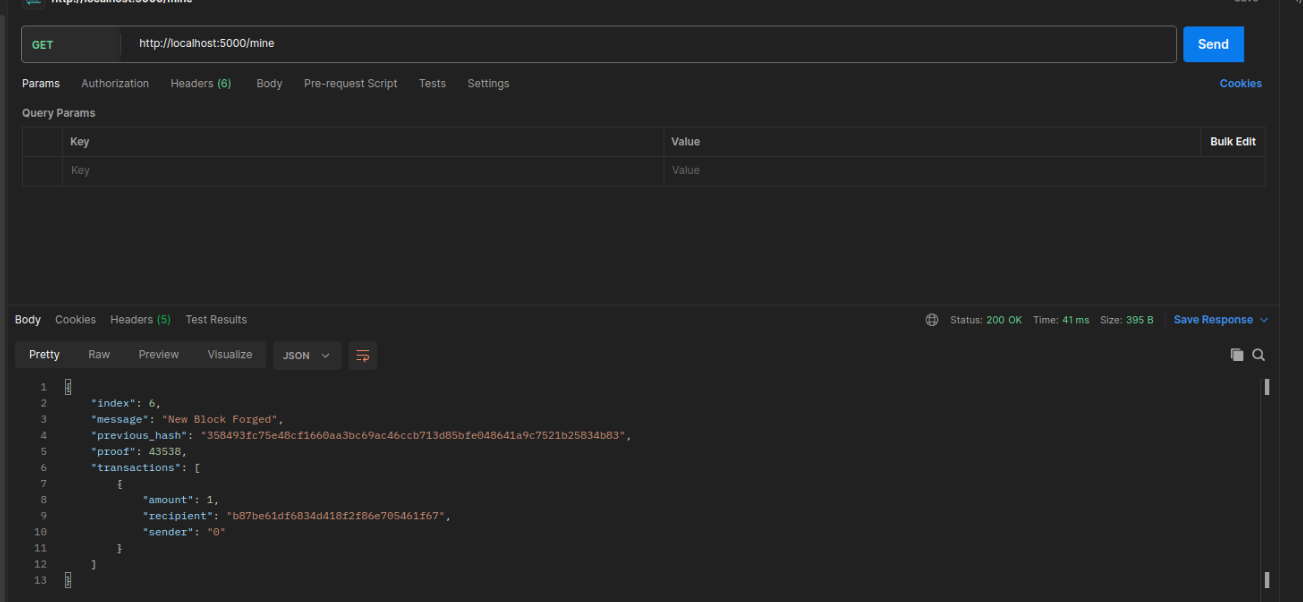 http://localhost:5000/mine
Save
GET http://localhost:5000/mine Send
Params Authorization Headers (6) Body Pre-request Script Tests Settings Cookies
Query Params
Key Value Bulk Edit
Key Value
Body Cookies Headers (5) Test Results Status: 200 OK Time: 41 ms Size: 395 B Save Response
Pretty Raw Preview Visualize JSON
1 {
2 "index": 6,
3 "message": "New Block Forged",
4 "previous_hash": "358493fc75e48cf1660aa3bc69ac46ccb713d85bfe048641a9c7521b25834b83",
5 "proof": 43538,
6 "transactions": [
7 {
8 "amount": 1,
9 "recipient": "b87be61df6834d418f2f86e705461f67",
10 "sender": "0"
11 }
12 ]
13 }